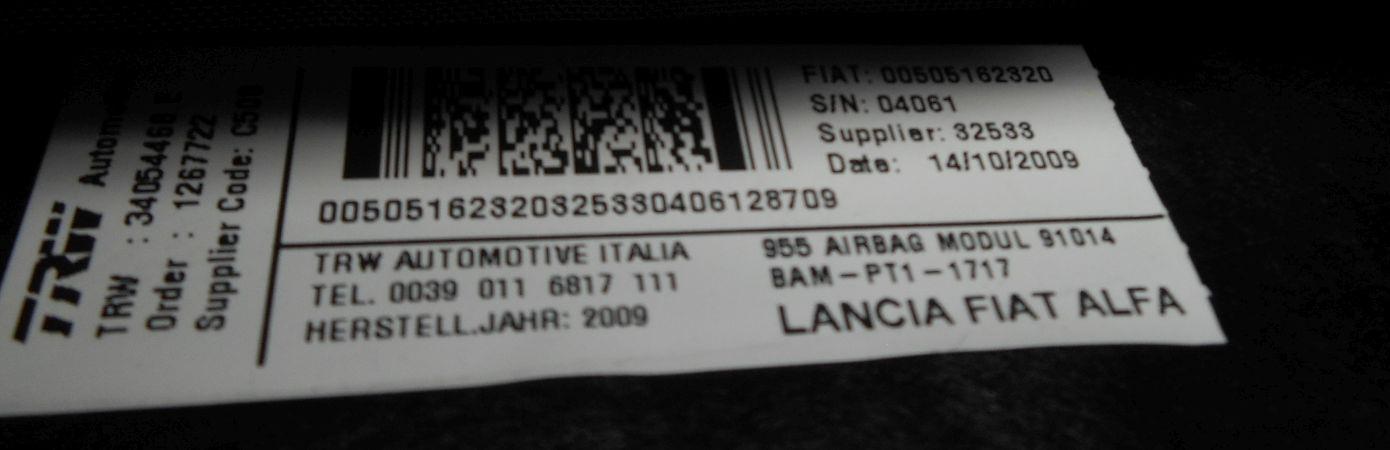 TRW Automo
TRW : 34054468 E
Order : 1267722
Supplier Code: C500
FIAT: 00505162320
S/N: 04061
Supplier: 32533
Date: 14/10/2009
00505162320325330406128709
TRW AUTOMOTIVE ITALIA
TEL. 0039 011 6817 111
HERSTELL.JAHR: 2009
955 AIRBAG MODUL 91014
BAM-PT1-1717
LANCIA FIAT ALFA